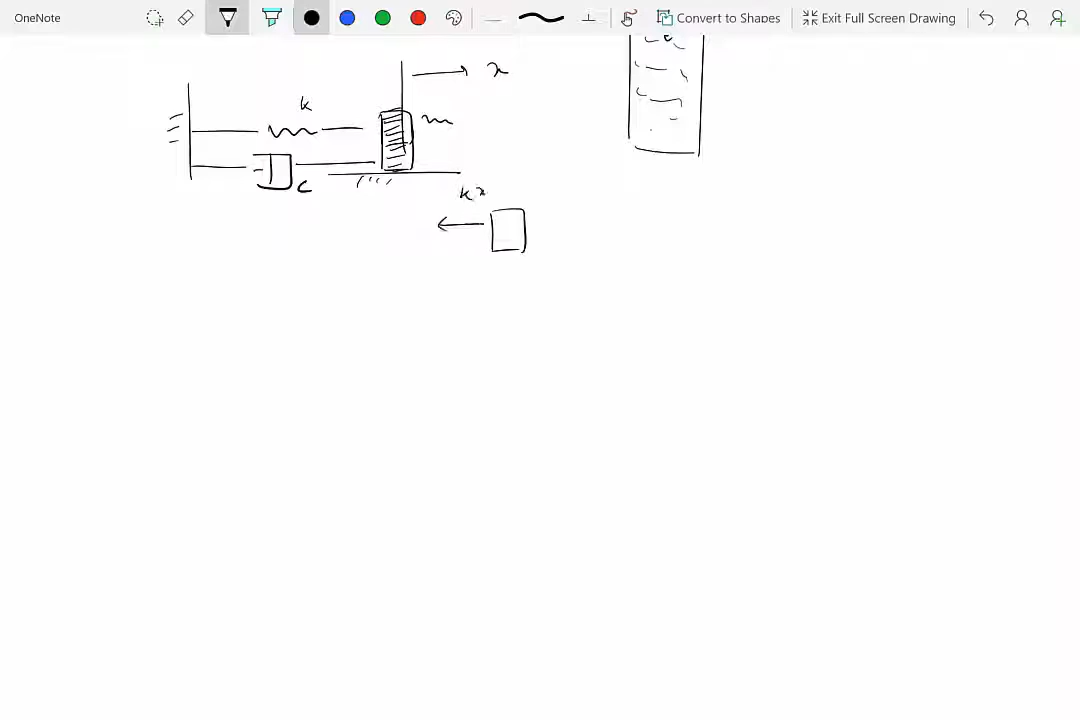 OneNote
Convert to Shapes
Exit Full Screen Drawing
x
k
m
c
kx